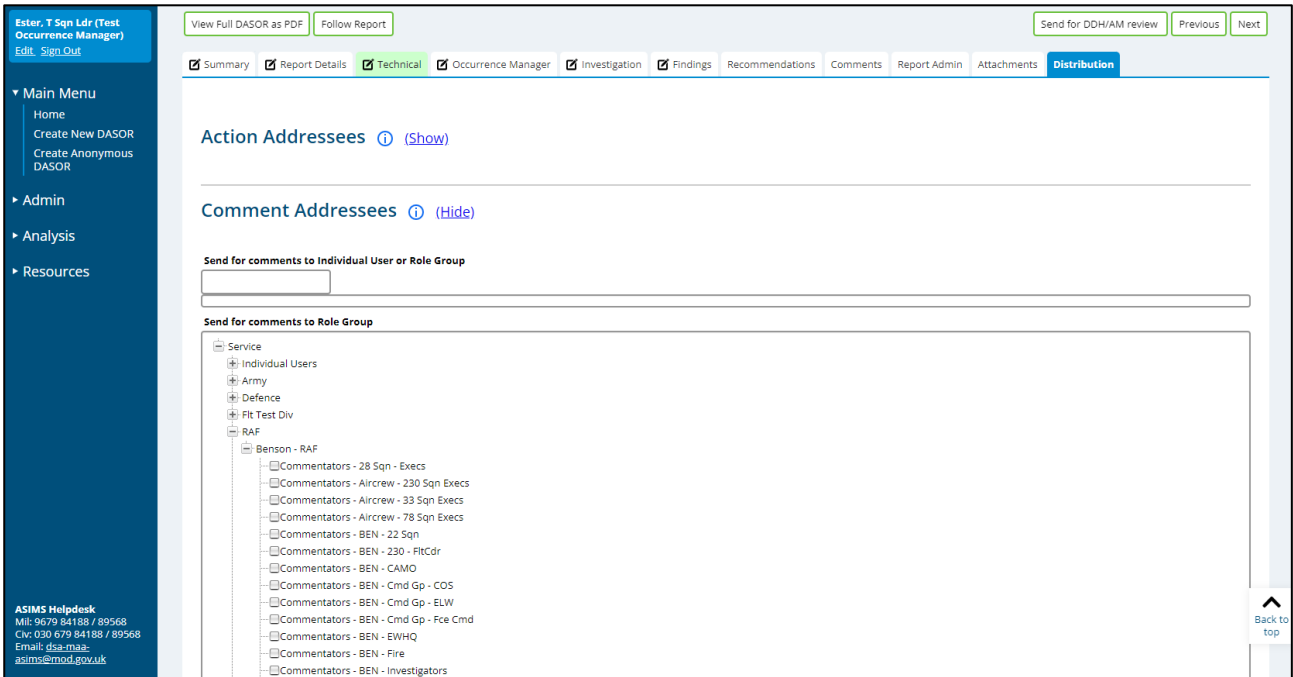 Ester, T Sqn Ldr (Test
Occurrence Manager)
Edit Sign Out
Main Menu
Home
Create New DASOR
Create Anonymous
DASOR
Admin
Analysis
Resources
ASIMS Helpdesk
Mil: 9679 84188 / 89568
Civ: 030 679 84188 / 89568
Email: dsa-maa-
asims@mod.gov.uk
View Full DASOR as PDF Follow Report Send for DDH/AM review Previous Next
Summary Report Details Technical Occurrence Manager Investigation Findings Recommendations Comments Report Admin Attachments Distribution
Action Addressees (Show)
Comment Addressees (Hide)
Send for comments to Individual User or Role Group
Send for comments to Role Group
Service
Individual Users
Army
Defence
Flt Test Div
RAF
Benson - RAF
Commentators - 28 Sqn - Execs
Commentators - Aircrew - 230 Sqn Execs
Commentators - Aircrew - 33 Sqn Execs
Commentators - Aircrew - 78 Sqn Execs
Commentators - BEN - 22 Sqn
Commentators - BEN - 230 - FltCdr
Commentators - BEN - CAMO
Commentators - BEN - Cmd Gp - COS
Commentators - BEN - Cmd Gp - ELW
Commentators - BEN - Cmd Gp - Fce Cmd
Commentators - BEN - EWHQ
Commentators - BEN - Fire
Commentators - BEN - Investigators
Back to
top